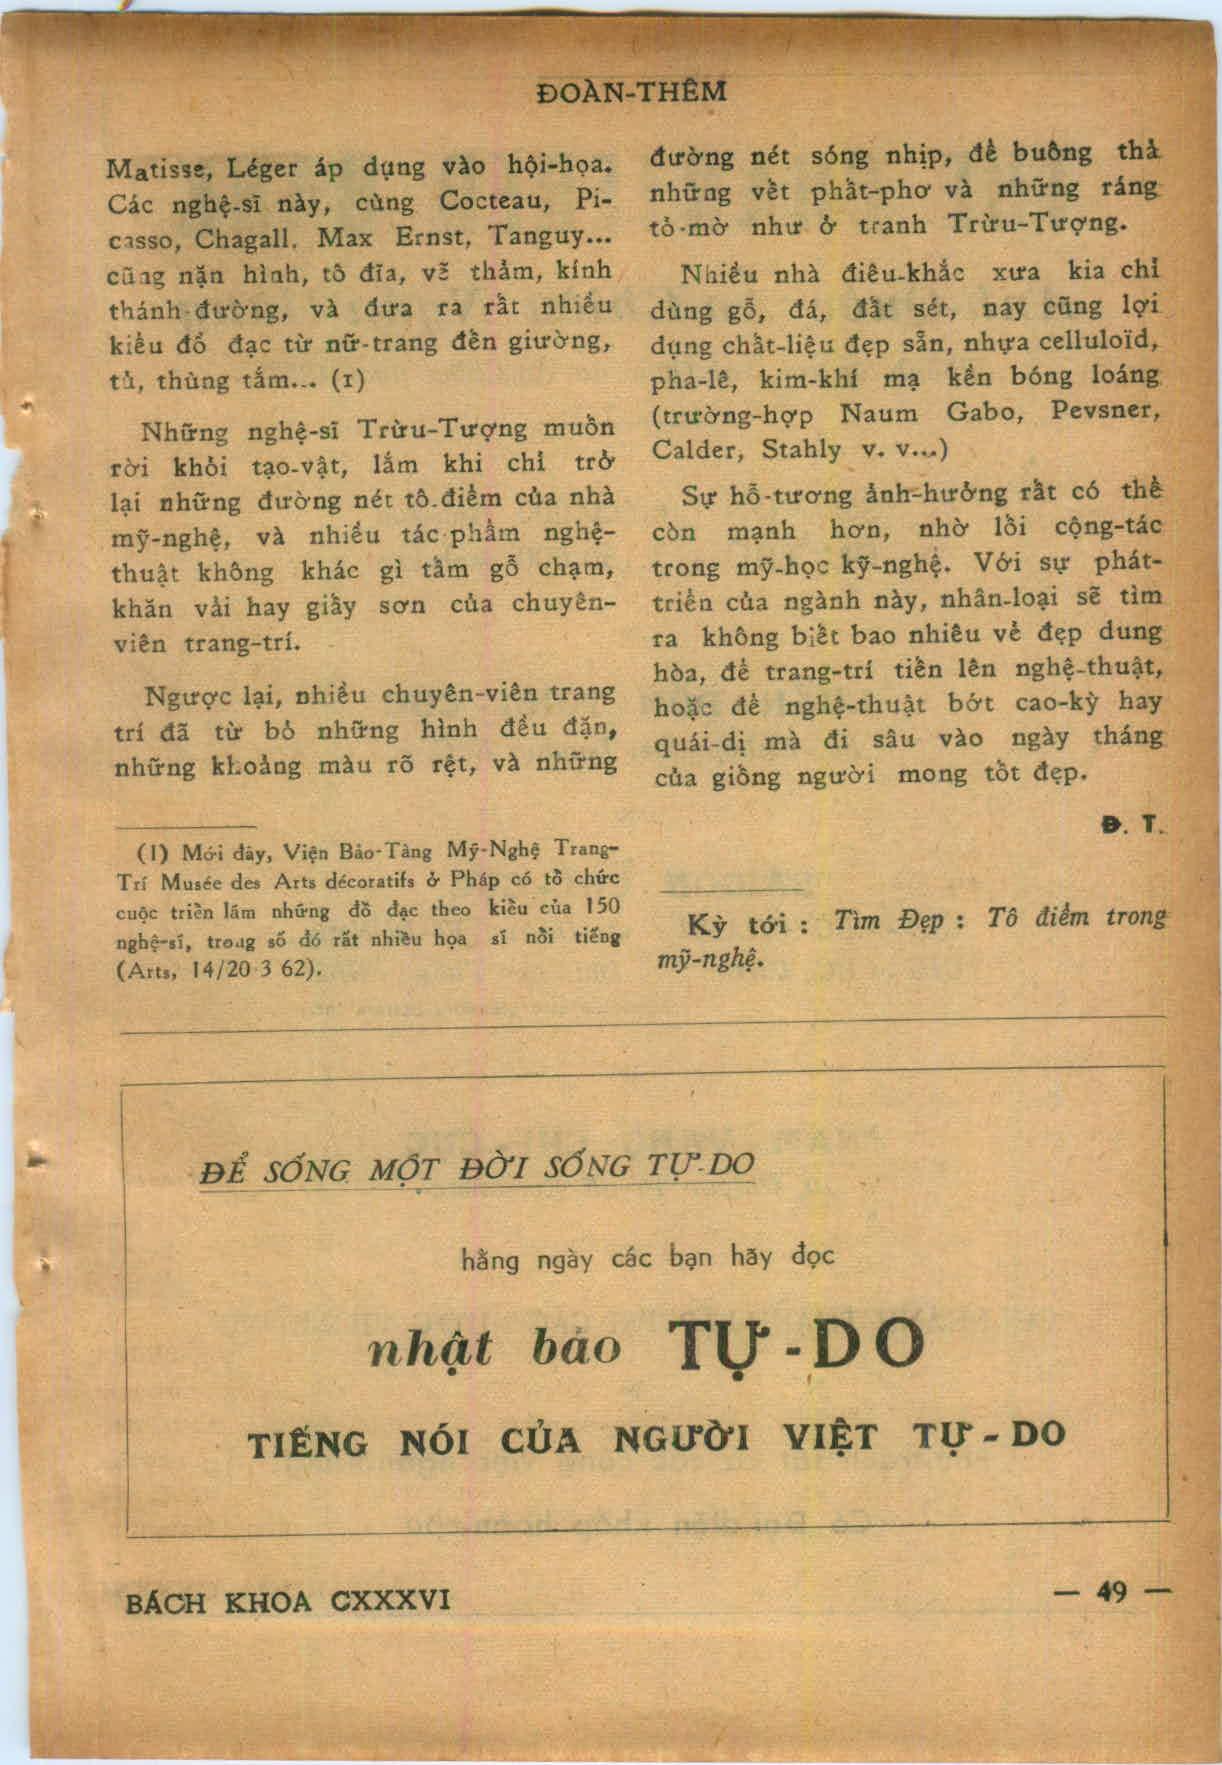 ĐOÀN-THÊM
Matisse, Léger áp dụng vào hội-họa.
Các nghệ-sĩ này, cùng Cocteau, Pi-
casso, Chagall, Max Ernst, Tanguy...
cũng nặn hình, tô đĩa, vẽ thảm, kính
thánh-đường, và đưa ra rất nhiều
kiểu đồ đạc từ nữ-trang đến giường,
tủ, thùng tắm... (1)
Những nghệ-sĩ Trừu-Tượng muốn
rời khỏi tạo-vật, lắm khi chỉ trở
lại những đường nét tô-điểm của nhà
mỹ-nghệ, và nhiều tác-phẩm nghệ-
thuật không khác gì tấm gỗ chạm,
khăn vải hay giấy sơn của chuyên-
viên trang-trí.
Ngược lại, nhiều chuyên-viên trang
trí đã từ bỏ những hình đều đặn,
những khoảng màu rõ rệt, và những
(1) Mới đây, Viện Bảo-Tàng Mỹ-Nghệ Trang-
Trí Musée des Arts décoratifs ở Pháp có tổ chức
cuộc triển lãm những đồ đạc theo kiểu của 150
nghệ-sĩ, trong số đó rất nhiều họa sĩ nổi tiếng
(Arts, 14/20-3 62).
đường nét sóng nhịp, để buông thả
những vết phất-phơ và những ráng
tỏ-mờ như ở tranh Trừu-Tượng.
Nhiều nhà điêu-khắc xưa kia chỉ
dùng gỗ, đá, đất sét, nay cũng lợi
dụng chất-liệu đẹp sẵn, nhựa celluloïd,
pha-lê, kim-khí mạ kền bóng loáng
(trường-hợp Naum Gabo, Pevsner,
Calder, Stahly v. v...)
Sự hỗ-tương ảnh-hưởng rất có thể
còn mạnh hơn, nhờ lối cộng-tác
trong mỹ-học kỹ-nghệ. Với sự phát-
triển của ngành này, nhân-loại sẽ tìm
ra không biết bao nhiêu vẻ đẹp dung
hòa, để trang-trí tiến lên nghệ-thuật,
hoặc để nghệ-thuật bớt cao-kỳ hay
quái-dị mà đi sâu vào ngày tháng
của giống người mong tốt đẹp.
Đ. T.
Kỳ tới : Tìm Đẹp : Tô điểm trong
mỹ-nghệ.
ĐỂ SỐNG MỘT ĐỜI SỐNG TỰ-DO
hằng ngày các bạn hãy đọc
nhật báo TỰ-DO
TIẾNG NÓI CỦA NGƯỜI VIỆT TỰ-DO
BÁCH KHOA CXXXVI
— 49 —